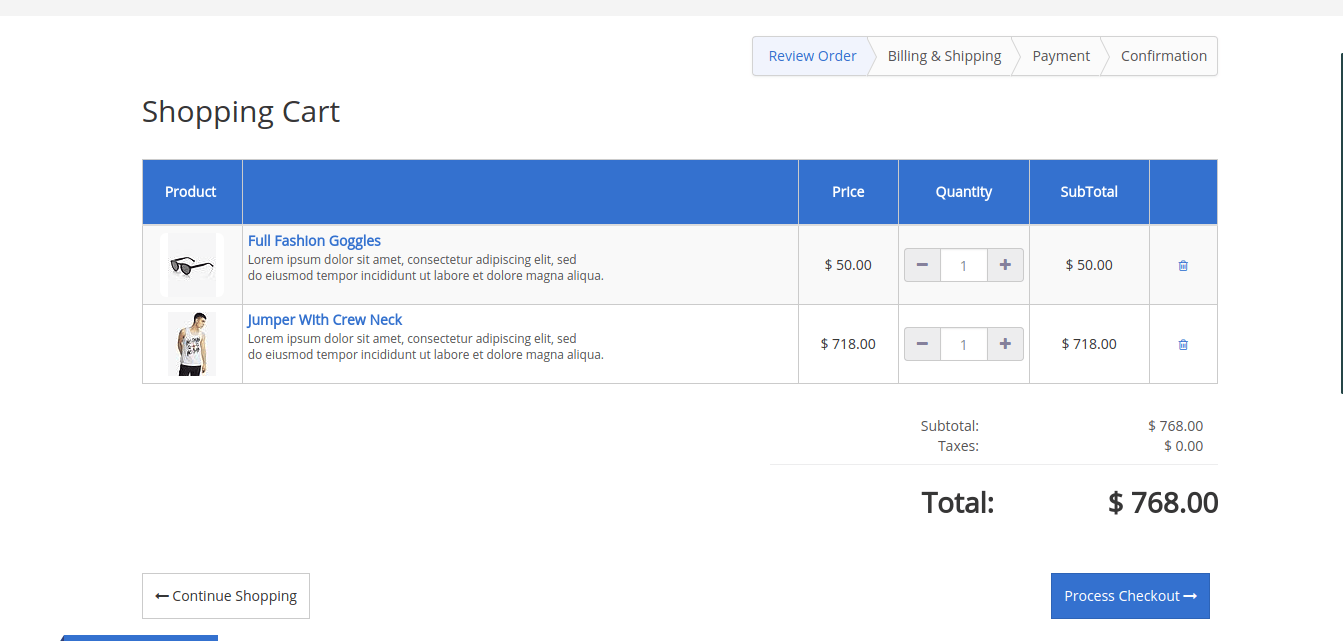 Review Order Billing & Shipping Payment Confirmation
Shopping Cart
Product Price Quantity SubTotal
Full Fashion Goggles
Lorem ipsum dolor sit amet, consectetur adipiscing elit, sed
do eiusmod tempor incididunt ut labore et dolore magna aliqua.
$ 50.00 − 1 + $ 50.00
Jumper With Crew Neck
Lorem ipsum dolor sit amet, consectetur adipiscing elit, sed
do eiusmod tempor incididunt ut labore et dolore magna aliqua.
$ 718.00 − 1 + $ 718.00
Subtotal: $ 768.00
Taxes: $ 0.00
Total: $ 768.00
← Continue Shopping Process Checkout →